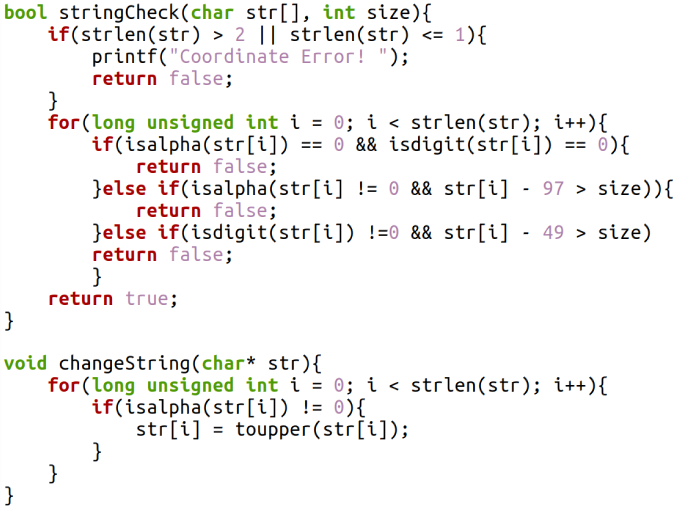 bool stringCheck(char str[], int size){
    if(strlen(str) > 2 || strlen(str) <= 1){
        printf("Coordinate Error! ");
        return false;
    }
    for(long unsigned int i = 0; i < strlen(str); i++){
        if(isalpha(str[i]) == 0 && isdigit(str[i]) == 0){
            return false;
        }else if(isalpha(str[i] != 0 && str[i] - 97 > size)){
            return false;
        }else if(isdigit(str[i]) !=0 && str[i] - 49 > size)
        return false;
        }
    return true;
}

void changeString(char* str){
    for(long unsigned int i = 0; i < strlen(str); i++){
        if(isalpha(str[i]) != 0){
            str[i] = toupper(str[i]);
        }
    }
}